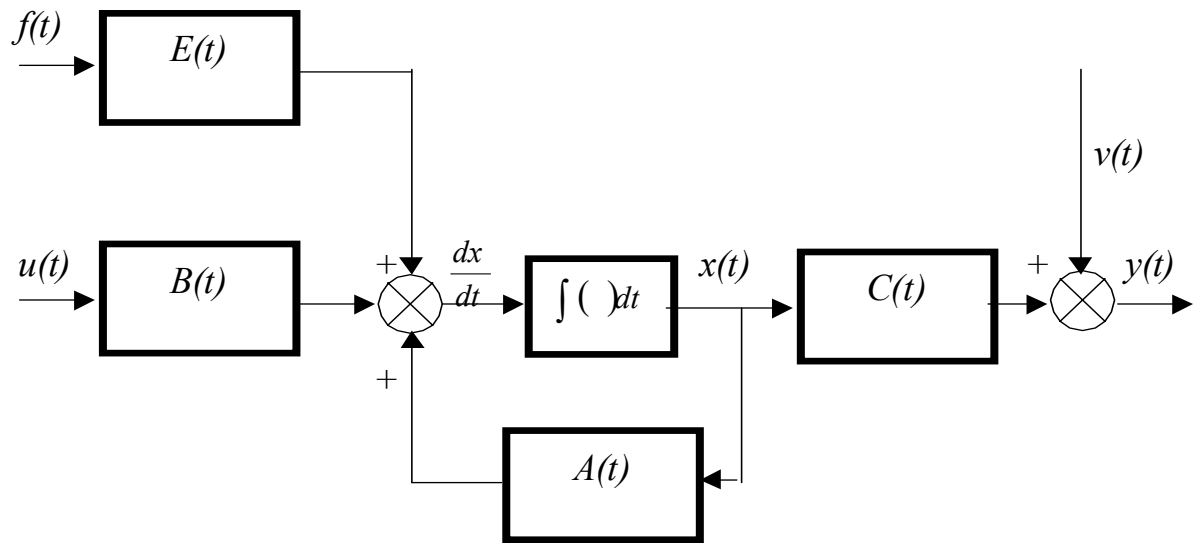 f(t)
E(t)
v(t)
u(t)
B(t)
+
dx
dt
∫ ( )dt
x(t)
C(t)
+
y(t)
+
A(t)